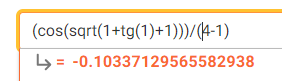 (cos(sqrt(1+tg(1)+1)))/(4-1)
= -0.10337129565582938